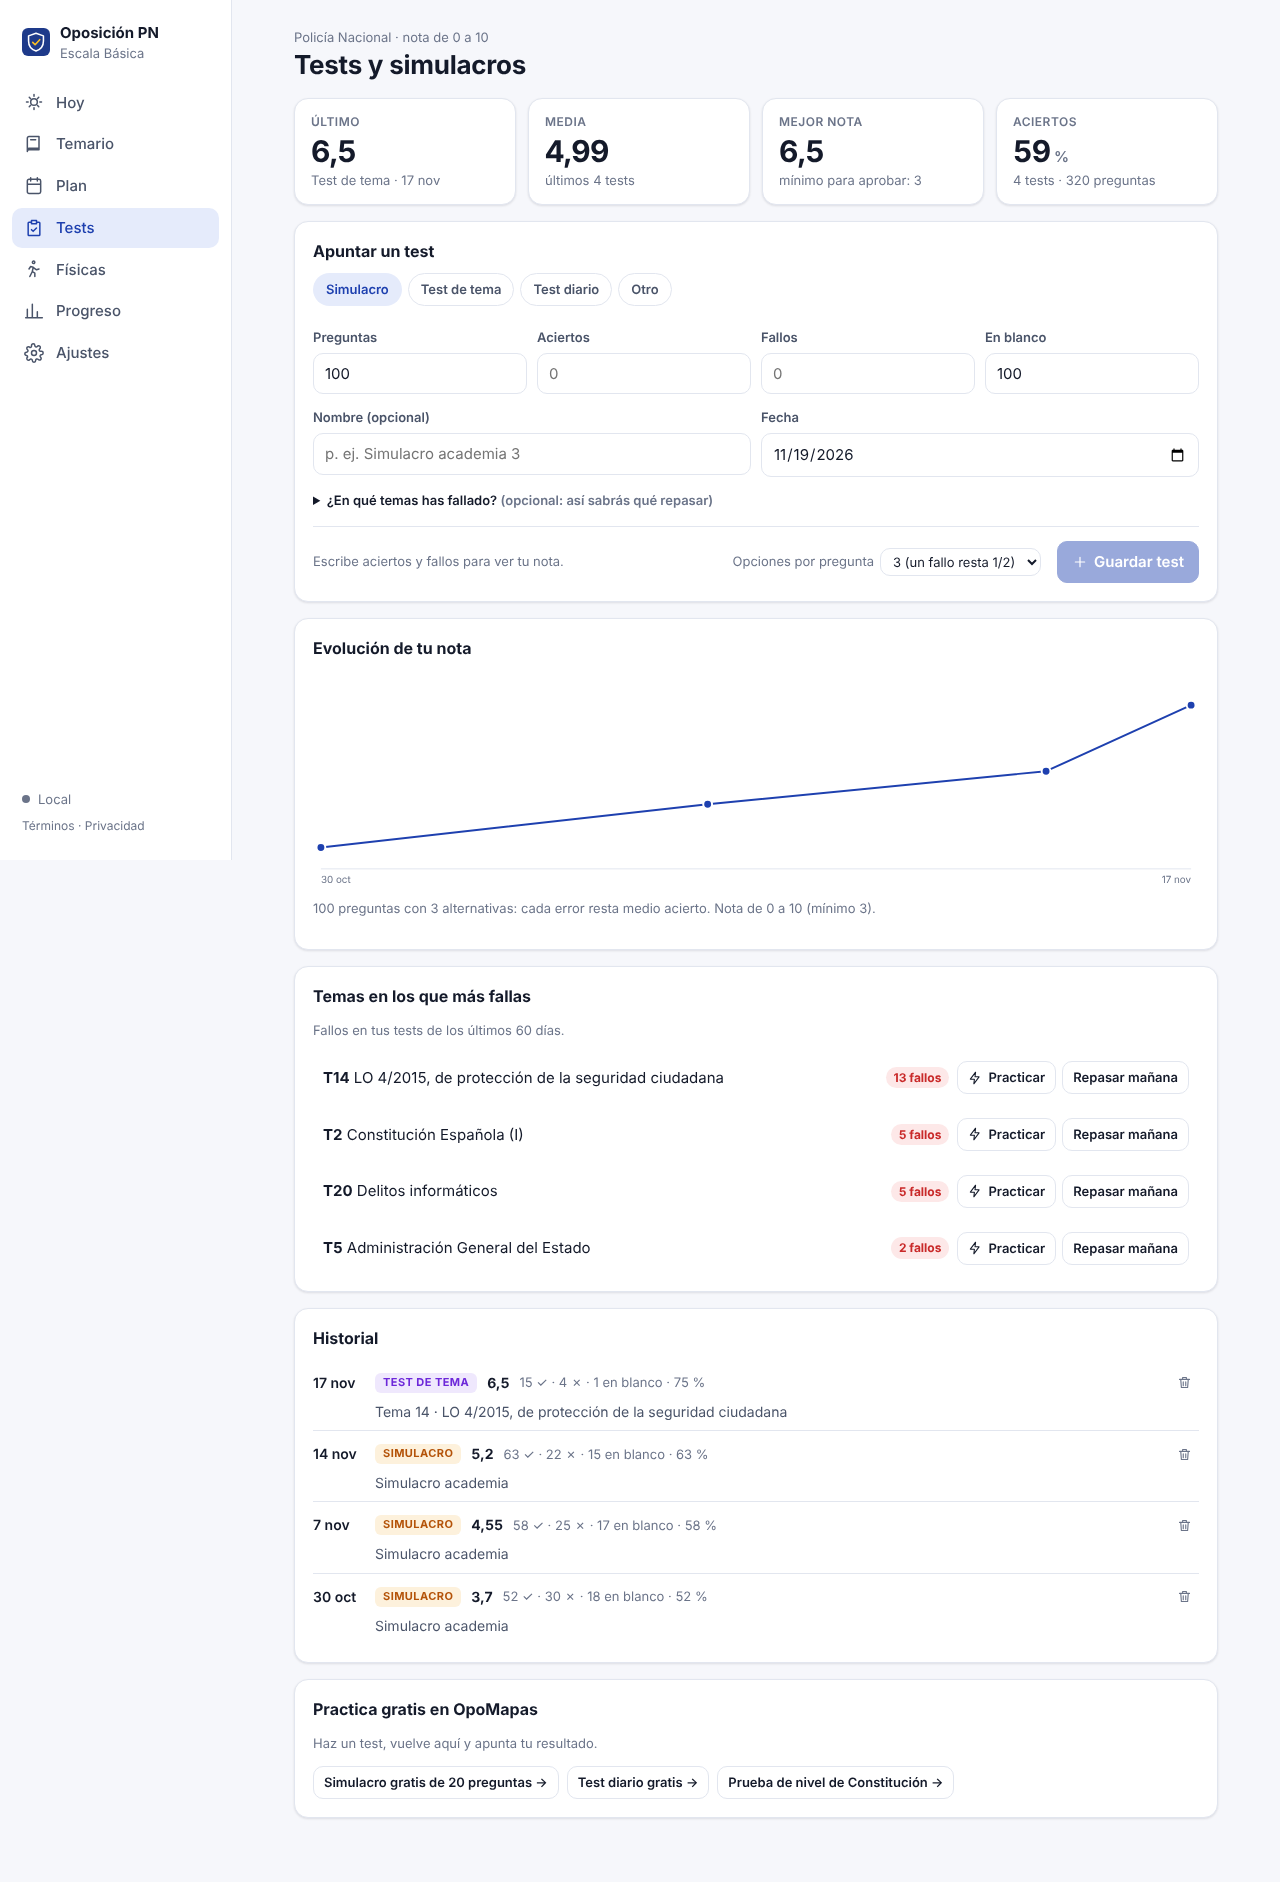 Oposición PN
Escala Básica
Hoy
Temario
Plan
Tests
Físicas
Progreso
Ajustes
Local
Términos · Privacidad
Policía Nacional · nota de 0 a 10
Tests y simulacros
ÚLTIMO
6,5
Test de tema · 17 nov
MEDIA
4,99
últimos 4 tests
MEJOR NOTA
6,5
mínimo para aprobar: 3
ACIERTOS
59 %
4 tests · 320 preguntas
Apuntar un test
Simulacro Test de tema Test diario Otro
Preguntas Aciertos Fallos En blanco
100 0 0 100
Nombre (opcional) Fecha
p. ej. Simulacro academia 3 11/19/2026
¿En qué temas has fallado? (opcional: así sabrás qué repasar)
Escribe aciertos y fallos para ver tu nota. Opciones por pregunta 3 (un fallo resta 1/2) + Guardar test
Evolución de tu nota
30 oct 17 nov
100 preguntas con 3 alternativas: cada error resta medio acierto. Nota de 0 a 10 (mínimo 3).
Temas en los que más fallas
Fallos en tus tests de los últimos 60 días.
T14 LO 4/2015, de protección de la seguridad ciudadana 13 fallos Practicar Repasar mañana
T2 Constitución Española (I) 5 fallos Practicar Repasar mañana
T20 Delitos informáticos 5 fallos Practicar Repasar mañana
T5 Administración General del Estado 2 fallos Practicar Repasar mañana
Historial
17 nov TEST DE TEMA 6,5 15 ✓ · 4 ✗ · 1 en blanco · 75 %
Tema 14 · LO 4/2015, de protección de la seguridad ciudadana
14 nov SIMULACRO 5,2 63 ✓ · 22 ✗ · 15 en blanco · 63 %
Simulacro academia
7 nov SIMULACRO 4,55 58 ✓ · 25 ✗ · 17 en blanco · 58 %
Simulacro academia
30 oct SIMULACRO 3,7 52 ✓ · 30 ✗ · 18 en blanco · 52 %
Simulacro academia
Practica gratis en OpoMapas
Haz un test, vuelve aquí y apunta tu resultado.
Simulacro gratis de 20 preguntas → Test diario gratis → Prueba de nivel de Constitución →